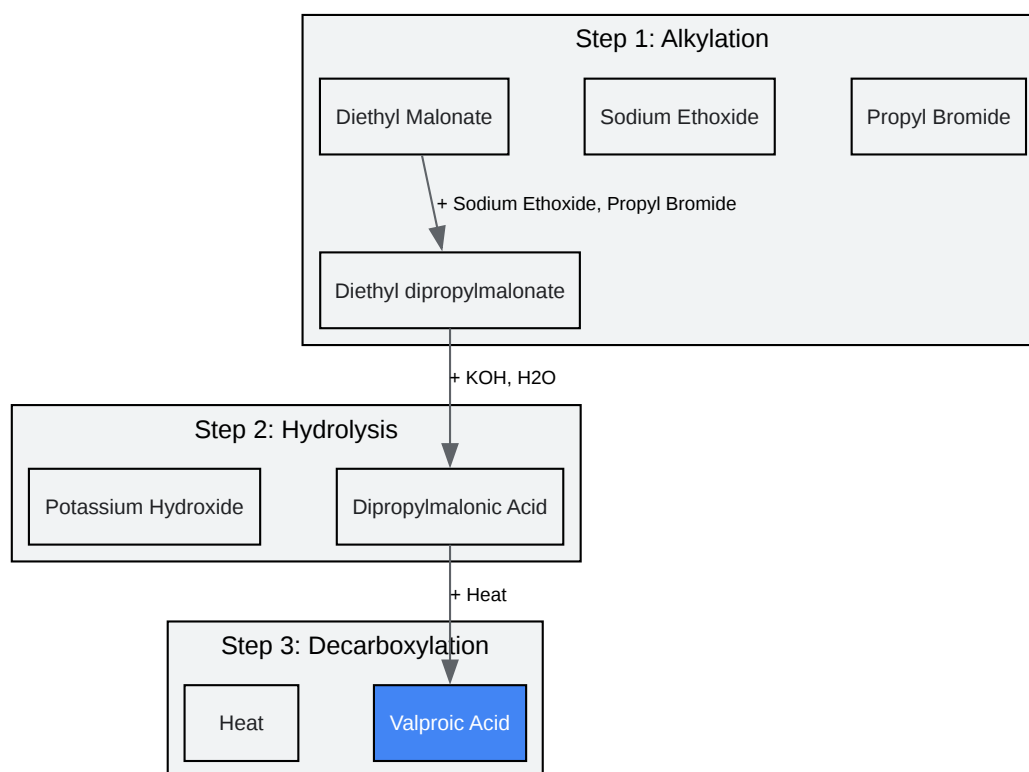 Step 1: Alkylation
Diethyl Malonate
Sodium Ethoxide
Propyl Bromide
+ Sodium Ethoxide, Propyl Bromide
Diethyl dipropylmalonate
+ KOH, H2O
Step 2: Hydrolysis
Potassium Hydroxide
Dipropylmalonic Acid
+ Heat
Step 3: Decarboxylation
Heat
Valproic Acid